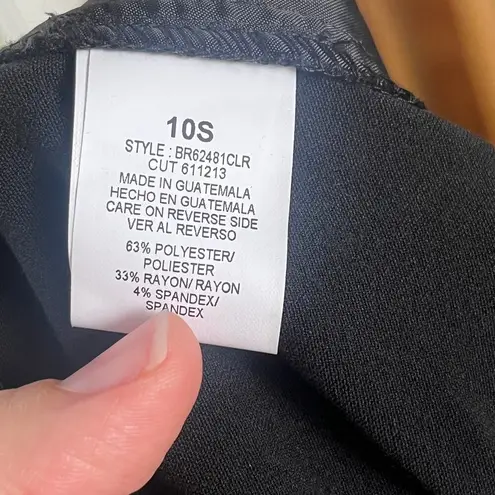 10S
STYLE : BR62481CLR
CUT 611213
MADE IN GUATEMALA
HECHO EN GUATEMALA
CARE ON REVERSE SIDE
VER AL REVERSO
63% POLYESTER/
POLIESTER
33% RAYON/ RAYON
4% SPANDEX/
SPANDEX